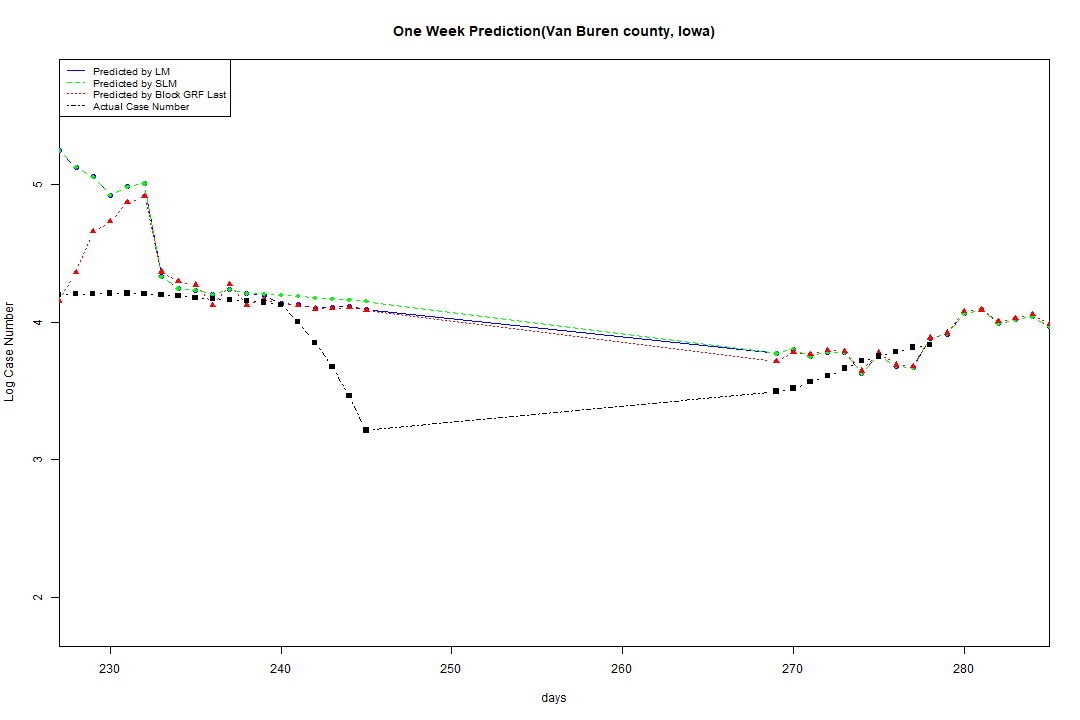 One Week Prediction(Van Buren county, Iowa)
Predicted by LM
Predicted by SLM
Predicted by Block GRF Last
Actual Case Number
Log Case Number
5
4
3
2
230 240 250 260 270 280
days